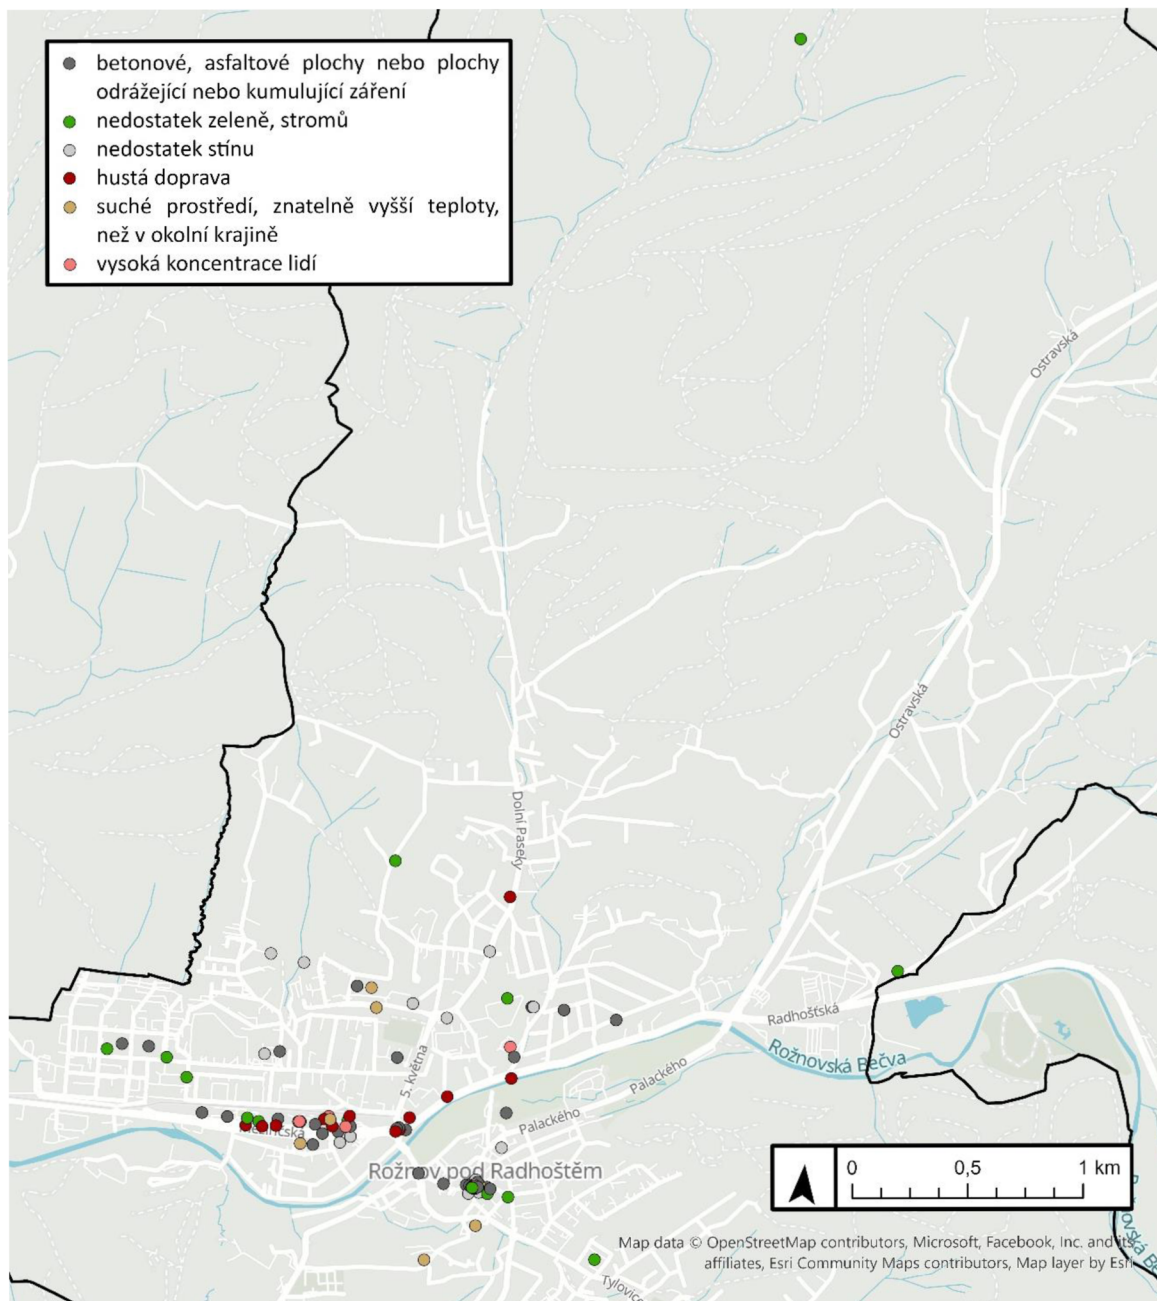 betonové, asfaltové plochy nebo plochy
odrážející nebo kumulující záření
nedostatek zeleně, stromů
nedostatek stínu
hustá doprava
suché prostředí, znatelně vyšší teploty,
než v okolní krajině
vysoká koncentrace lidí
Ostravská
Ostravská
Dolní Paseky
Radhošťská
Rožnovská Bečva
5. května
Palackého
Palackého
Rožnov pod Radhoštěm
0 0,5 1 km
Map data © OpenStreetMap contributors, Microsoft, Facebook, Inc. and its
affiliates, Esri Community Maps contributors, Map layer by Esri
Tylovice